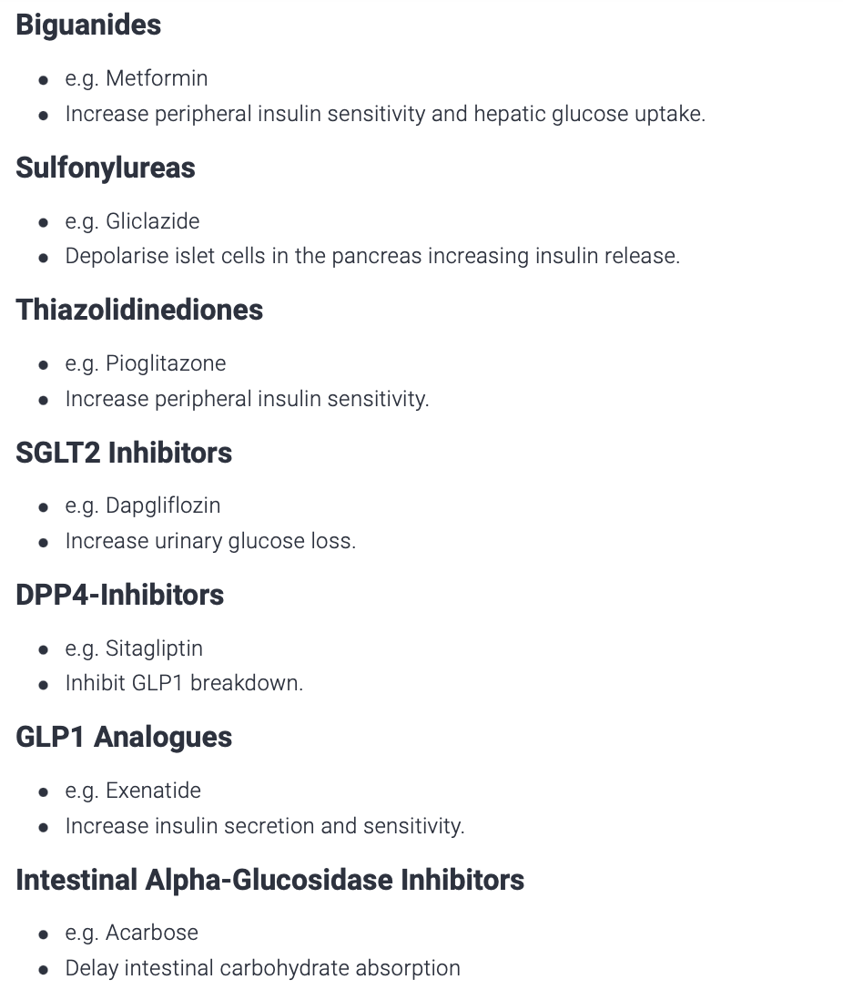 Biguanides
• e.g. Metformin
• Increase peripheral insulin sensitivity and hepatic glucose uptake.
Sulfonylureas
• e.g. Gliclazide
• Depolarise islet cells in the pancreas increasing insulin release.
Thiazolidinediones
• e.g. Pioglitazone
• Increase peripheral insulin sensitivity.
SGLT2 Inhibitors
• e.g. Dapgliflozin
• Increase urinary glucose loss.
DPP4-Inhibitors
• e.g. Sitagliptin
• Inhibit GLP1 breakdown.
GLP1 Analogues
• e.g. Exenatide
• Increase insulin secretion and sensitivity.
Intestinal Alpha-Glucosidase Inhibitors
• e.g. Acarbose
• Delay intestinal carbohydrate absorption